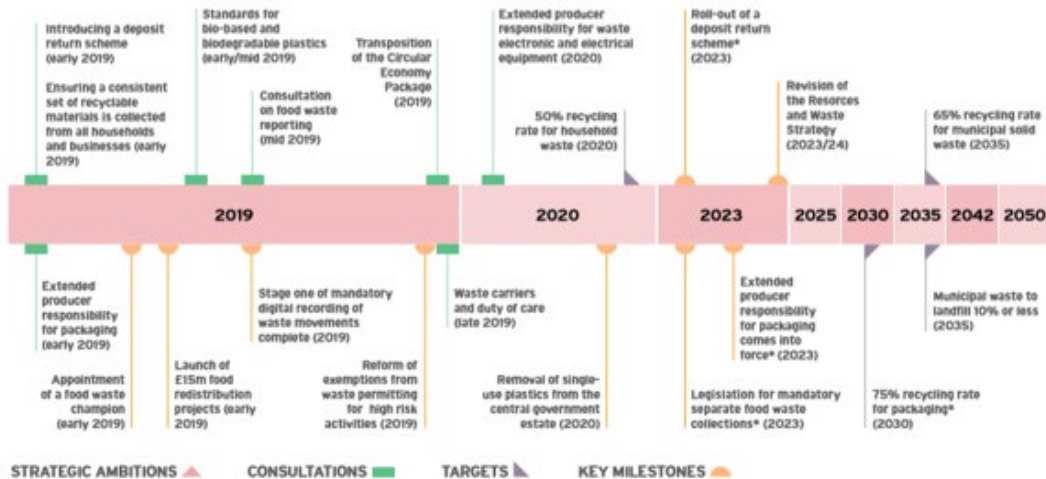 Introducing a deposit
return scheme
(early 2019)
Ensuring a consistent
set of recyclable
materials is collected
from all households
and businesses (early
2019)
Standards for
bio-based and
biodegradable plastics
(early/mid 2019)
Consultation
on food waste
reporting
(mid 2019)
Transposition
of the Circular
Economy
Package
(2019)
Extended producer
responsibility for waste
electronic and electrical
equipment (2020)
50% recycling
rate for household
waste (2020)
Roll-out of a
deposit return
scheme*
(2023)
Revision of
the Resorces
and Waste
Strategy
(2023/24)
65% recycling rate
for municipal solid
waste (2035)
2019
2020
2023
2025
2030
2035
2042
2050
Extended
producer
responsibility
for packaging
(early 2019)
Appointment
of a food waste
champion
(early 2019)
Launch of
£15m food
redistribution
projects (early
2019)
Stage one of mandatory
digital recording of
waste movements
complete (2019)
Reform of
exemptions from
waste permitting
for high risk
activities (2019)
Waste carriers
and duty of care
(late 2019)
Removal of single-
use plastics from the
central government
estate (2020)
Extended
producer
responsibility
for packaging
comes into
force* (2023)
Legislation for mandatory
separate food waste
collections* (2023)
75% recycling rate
for packaging*
(2030)
Municipal waste to
landfill 10% or less
(2035)
STRATEGIC AMBITIONS
CONSULTATIONS
TARGETS
KEY MILESTONES